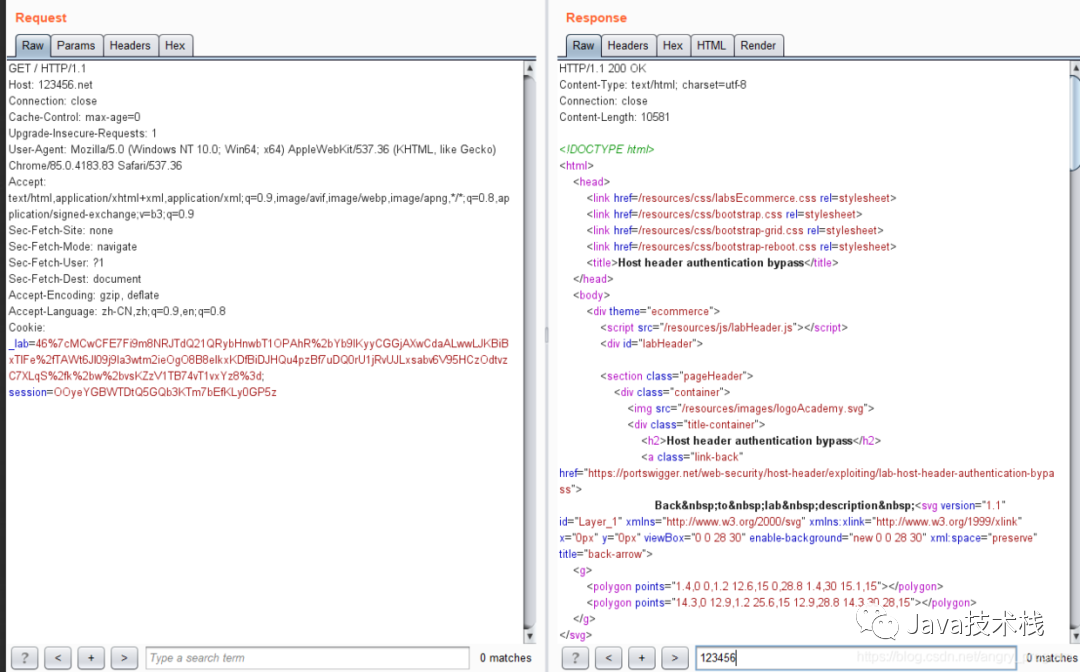 Request
Raw Params Headers Hex
GET / HTTP/1.1
Host: 123456.net
Connection: close
Cache-Control: max-age=0
Upgrade-Insecure-Requests: 1
User-Agent: Mozilla/5.0 (Windows NT 10.0; Win64; x64) AppleWebKit/537.36 (KHTML, like Gecko)
Chrome/85.0.4183.83 Safari/537.36
Accept:
text/html,application/xhtml+xml,application/xml;q=0.9,image/avif,image/webp,image/apng,*/*;q=0.8,ap
plication/signed-exchange;v=b3;q=0.9
Sec-Fetch-Site: none
Sec-Fetch-Mode: navigate
Sec-Fetch-User: ?1
Sec-Fetch-Dest: document
Accept-Encoding: gzip, deflate
Accept-Language: zh-CN,zh;q=0.9,en;q=0.8
Cookie:
session=OOyeYGBWTDtQ5GQb3KTm7bEfKLy0GP5z
? < + > Type a search term 0 matches
Response
Raw Headers Hex HTML Render
HTTP/1.1 200 OK
Content-Type: text/html; charset=utf-8
Connection: close
Content-Length: 10581
<!DOCTYPE html>
<html>
<head>
<link href=/resources/css/labsEcommerce.css rel=stylesheet>
<link href=/resources/css/bootstrap.css rel=stylesheet>
<link href=/resources/css/bootstrap-grid.css rel=stylesheet>
<link href=/resources/css/bootstrap-reboot.css rel=stylesheet>
<title>Host header authentication bypass</title>
</head>
<body>
<div theme="ecommerce">
<script src="/resources/js/labHeader.js"></script>
<div id="labHeader">
<section class="pageHeader">
<div class="container">
<img src="/resources/images/logoAcademy.svg">
<div class="title-container">
<h2>Host header authentication bypass</h2>
<a class="link-back"
href="https://portswigger.net/web-security/host-header/exploiting/lab-host-header-authentication-bypa
ss">
Back&nbsp;to&nbsp;lab&nbsp;description&nbsp;<svg version="1.1"
id="Layer_1" xmlns="http://www.w3.org/2000/svg" xmlns:xlink="http://www.w3.org/1999/xlink"
x="0px" y="0px" viewBox="0 0 28 30" enable-background="new 0 0 28 30" xml:space="preserve"
title="back-arrow">
<g>
<polygon points="1.4,0 0,1.2 12.6,15 0,28.8 1.4,30 15.1,15"></polygon>
<polygon points="14.3,0 12.9,1.2 25.6,15 12.9,28.8 14.3,30 28,15"></polygon>
</g>
</svg>
Java技术栈
? < + > 123456 0 matches